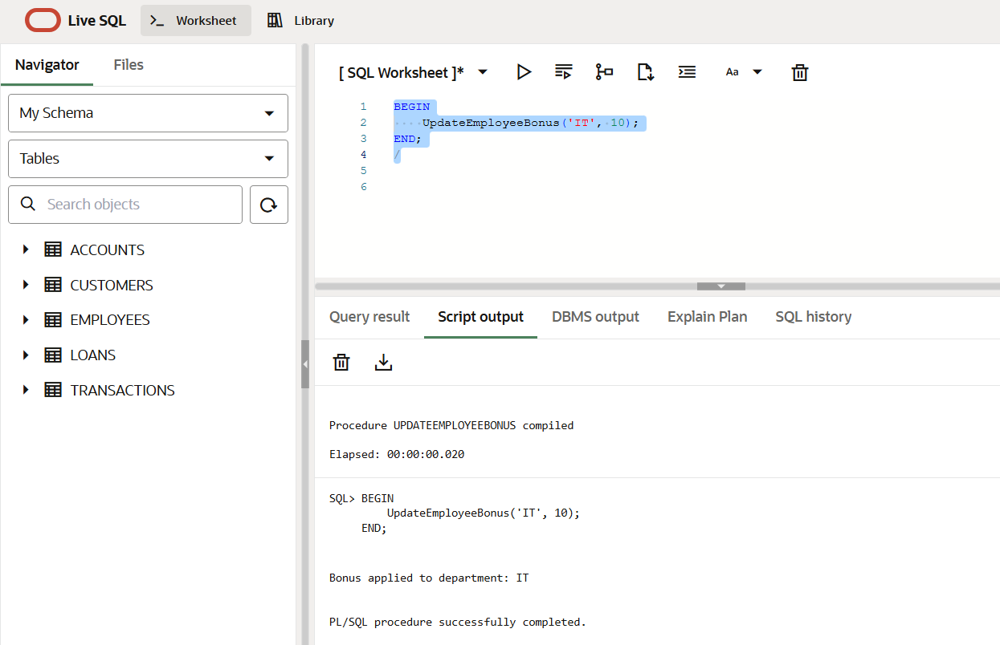 Live SQL
Worksheet
Library
Navigator
Files
My Schema
Tables
Search objects
ACCOUNTS
CUSTOMERS
EMPLOYEES
LOANS
TRANSACTIONS
[ SQL Worksheet ]*
Aa
1 BEGIN
2 ····UpdateEmployeeBonus('IT',·10);
3 END;
4 /
5
6
Query result
Script output
DBMS output
Explain Plan
SQL history
Procedure UPDATEEMPLOYEEBONUS compiled
Elapsed: 00:00:00.020
SQL> BEGIN
UpdateEmployeeBonus('IT', 10);
END;
Bonus applied to department: IT
PL/SQL procedure successfully completed.